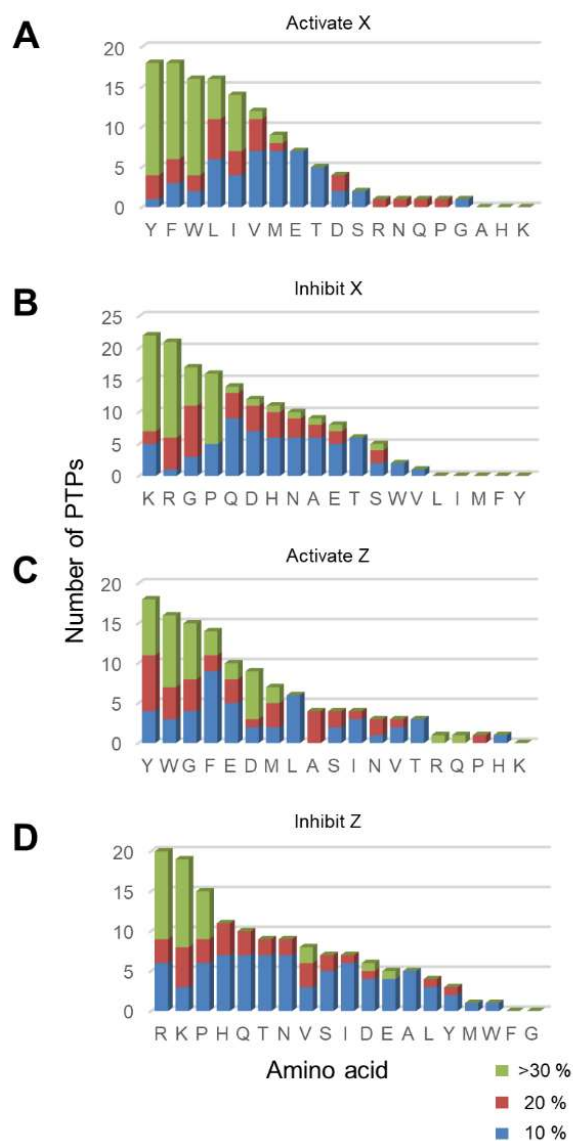 A
Activate X
20
15
10
5
0
Y F W L I V M E T D S R N Q P G A H K
B
Inhibit X
25
20
15
10
5
0
K R G P Q D H N A E T S W V L I M F Y
Number of PTPs
C
Activate Z
20
15
10
5
0
Y W G F E D M L A S I N V T R Q P H K
D
Inhibit Z
20
15
10
5
0
R K P H Q T N V S I D E A L Y M W F G
Amino acid
>30 %
20 %
10 %